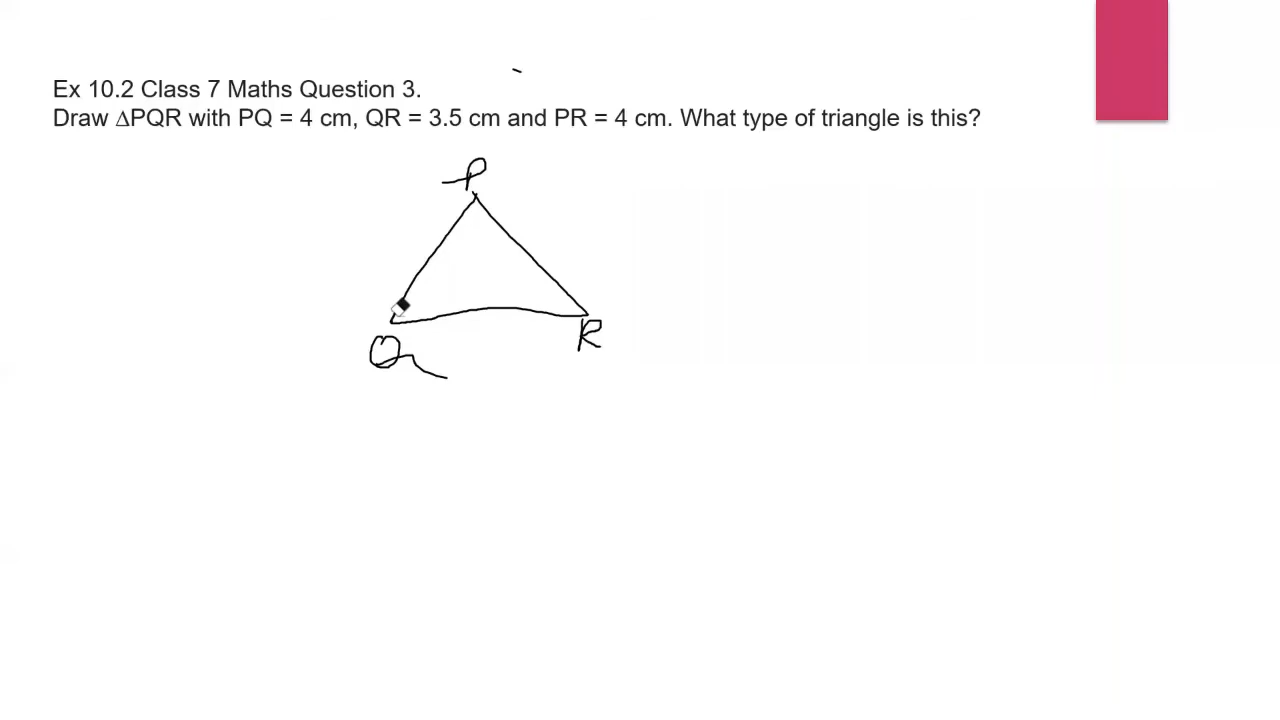 Ex 10.2 Class 7 Maths Question 3.
Draw ∆PQR with PQ = 4 cm, QR = 3.5 cm and PR = 4 cm. What type of triangle is this?
P
Q
R